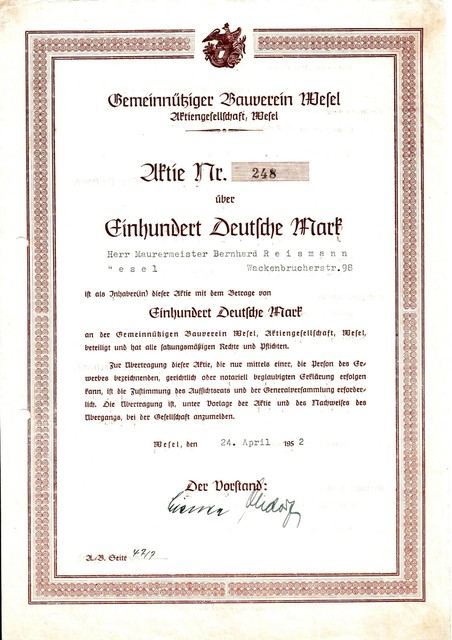 Gemeinnütziger Bauverein Wesel
Aktiengesellschaft, Wesel
Aktie Nr. 248
über
Einhundert Deutsche Mark
Herr Maurermeister Bernhard Reismann
"esel Wackenbrucherstr.98
ist als Inhaber(in) dieser Aktie mit dem Betrage von
Einhundert Deutsche Mark
an der Gemeinnützigen Bauverein Wesel, Aktiengesellschaft, Wesel,
beteiligt und hat alle satzungsmäßigen Rechte und Pflichten.
Zur Übertragung dieser Aktie, die nur mittels einer, die Person des Er-
werbes bezeichnenden, gerichtlich oder notariell beglaubigten Erklärung erfolgen
kann, ist die Zustimmung des Aufsichtsrats und der Generalversammlung erforder-
lich. Die Übertragung ist, unter Vorlage der Aktie und des Nachweises des
Übergangs, bei der Gesellschaft anzumelden.
Wesel, den 24. April 1952
Der Vorstand:
A./B. Seite